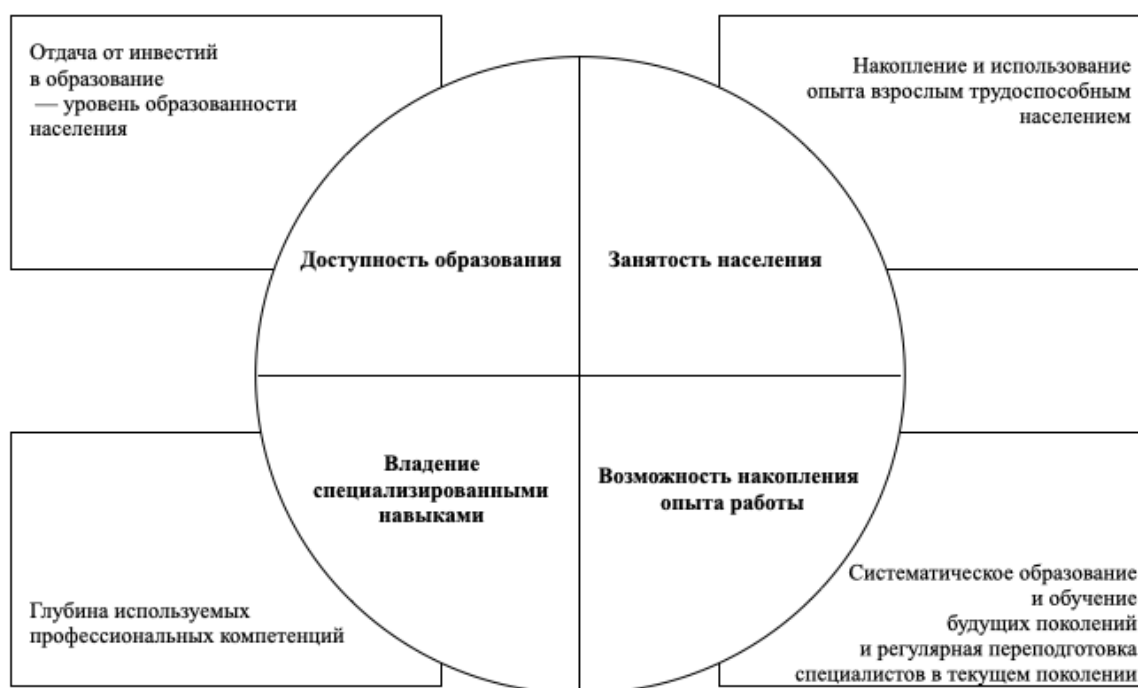 Отдача от инвестий
в образование
— уровень образованности
населения
Накопление и использование
опыта взрослым трудоспособным
населением
Доступность образования
Занятость населения
Владение
специализированными
навыками
Возможность накопления
опыта работы
Глубина используемых
профессиональных компетенций
Систематическое образование
и обучение
будущих поколений
и регулярная переподготовка
специалистов в текущем поколении